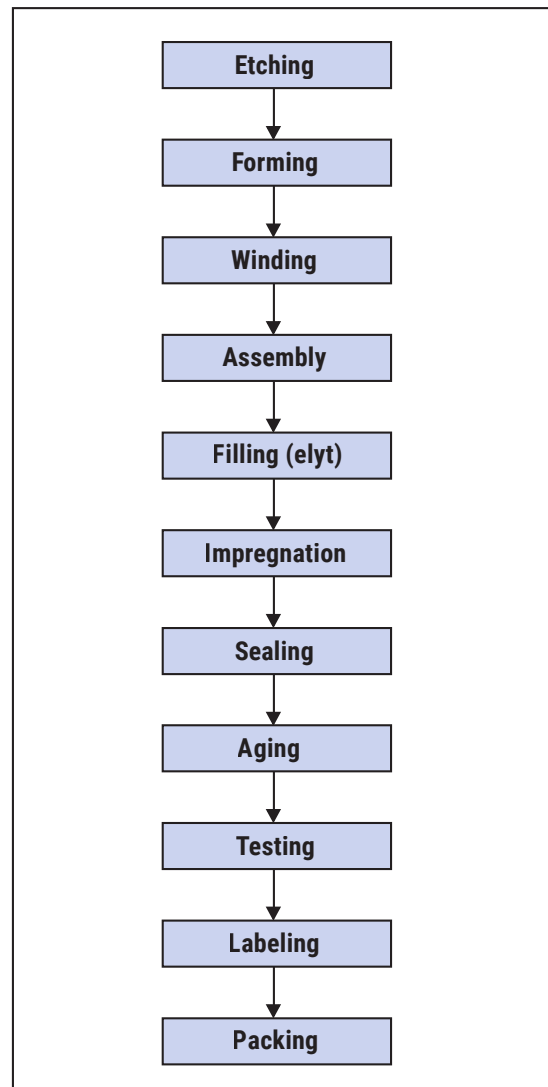 Etching
Forming
Winding
Assembly
Filling (elyt)
Impregnation
Sealing
Aging
Testing
Labeling
Packing